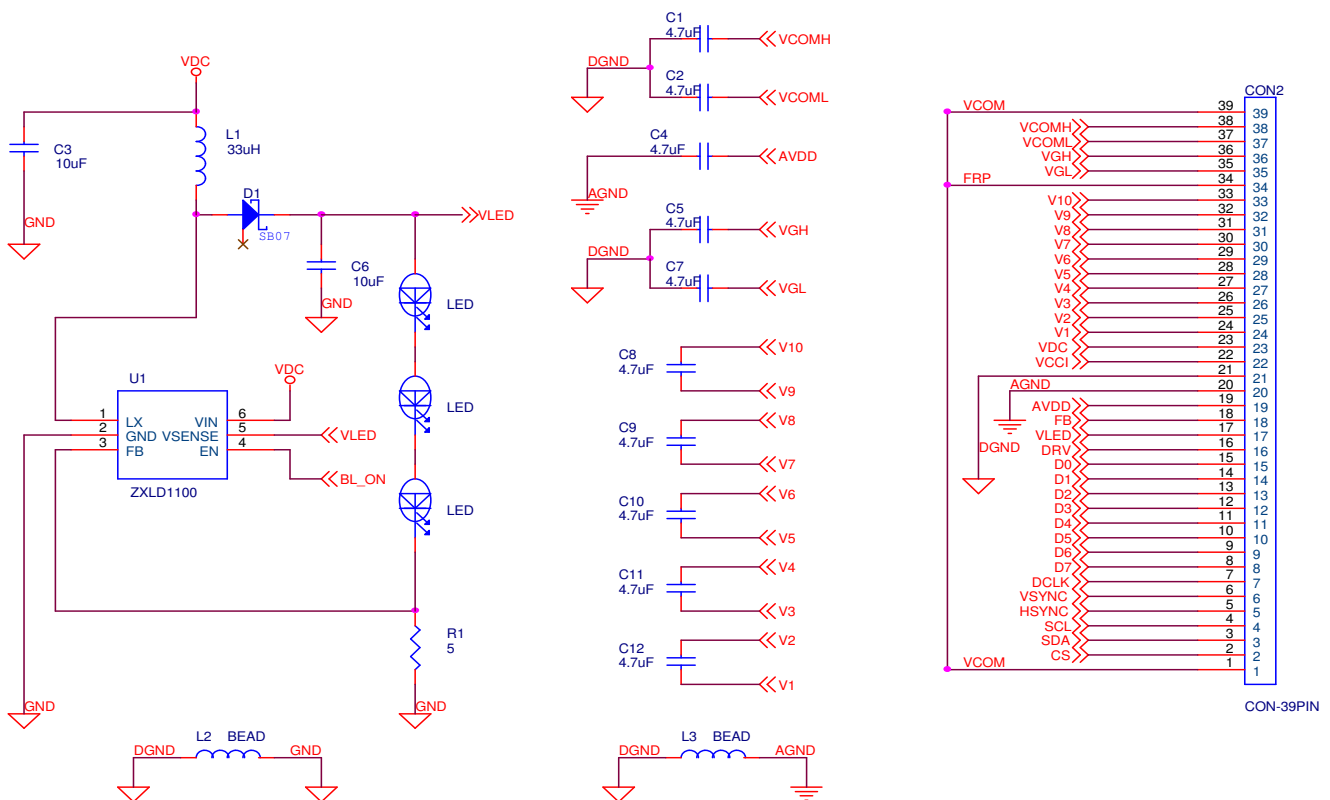 VDC
C3
10uF
GND
L1
33uH
D1
SB07
VLED
C6
10uF
GND
LED
LED
LED
U1
VDC
1
2
3
LX
GND
FB
VIN
VSENSE
EN
6
5
4
VLED
BL_ON
ZXLD1100
R1
5
GND
GND
L2 BEAD
DGND
GND
C1
4.7uF
VCOMH
DGND
C2
4.7uF
VCOML
C4
4.7uF
AVDD
AGND
C5
4.7uF
VGH
DGND
C7
4.7uF
VGL
C8
4.7uF
V10
V9
C9
4.7uF
V8
V7
C10
4.7uF
V6
V5
C11
4.7uF
V4
V3
C12
4.7uF
V2
V1
L3 BEAD
DGND
AGND
CON2
VCOM 39 39
VCOMH 38 38
VCOML 37 37
VGH 36 36
VGL 35 35
FRP 34 34
V10 33 33
V9 32 32
V8 31 31
V7 30 30
V6 29 29
V5 28 28
V4 27 27
V3 26 26
V2 25 25
V1 24 24
VDC 23 23
VCCI 22 22
21 21
AGND 20 20
AVDD 19 19
FB 18 18
VLED 17 17
DGND
DRV 16 16
D0 15 15
D1 14 14
D2 13 13
D3 12 12
D4 11 11
D5 10 10
D6 9 9
D7 8 8
DCLK 7 7
VSYNC 6 6
HSYNC 5 5
SCL 4 4
SDA 3 3
CS 2 2
VCOM 1 1
CON-39PIN